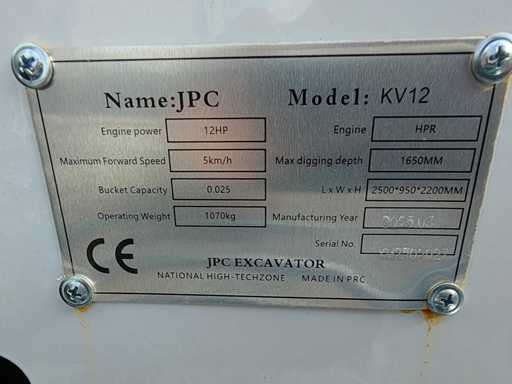 Name:JPC Model: KV12
Engine power 12HP Engine HPR
Maximum Forward Speed 5km/h Max digging depth 1650MM
Bucket Capacity 0.025 L x W x H 2500*950*2200MM
Operating Weight 1070kg Manufacturing Year
Serial No.
CE JPC EXCAVATOR
NATIONAL HIGH-TECHZONE MADE IN PRC